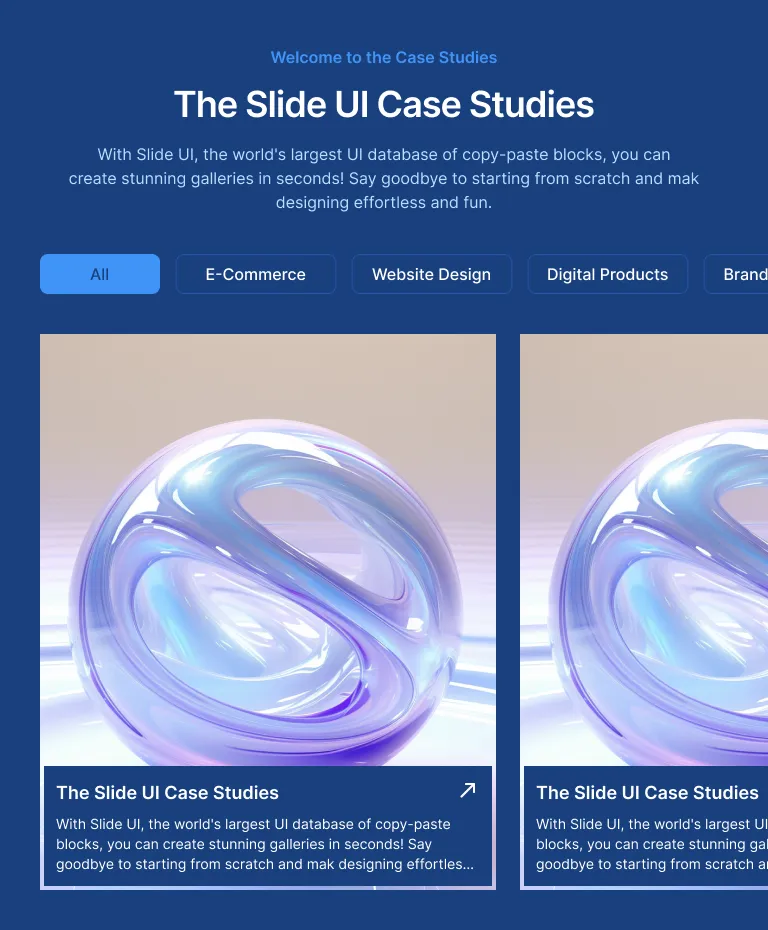 Welcome to the Case Studies
The Slide UI Case Studies
With Slide UI, the world's largest UI database of copy-paste blocks, you can
create stunning galleries in seconds! Say goodbye to starting from scratch and mak
designing effortless and fun.
All
E-Commerce
Website Design
Digital Products
Brand
The Slide UI Case Studies
With Slide UI, the world's largest UI database of copy-paste
blocks, you can create stunning galleries in seconds! Say
goodbye to starting from scratch and mak designing effortles...
The Slide UI Case Studies
With Slide UI, the world's largest UI
blocks, you can create stunning gal
goodbye to starting from scratch a